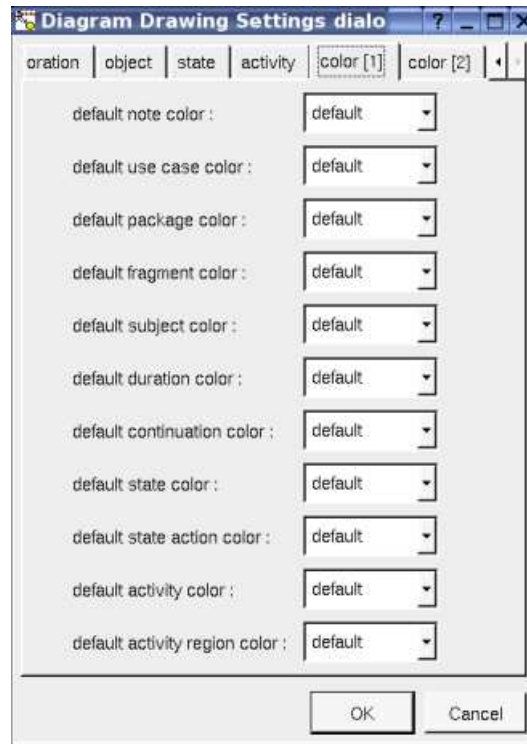 Diagram Drawing Settings dialo ? _ □ X
oration object state activity color [1] color [2]
default note color : default
default use case color : default
default package color : default
default fragment color : default
default subject color : default
default duration color : default
default continuation color : default
default state color : default
default state action color : default
default activity color : default
default activity region color : default
OK Cancel